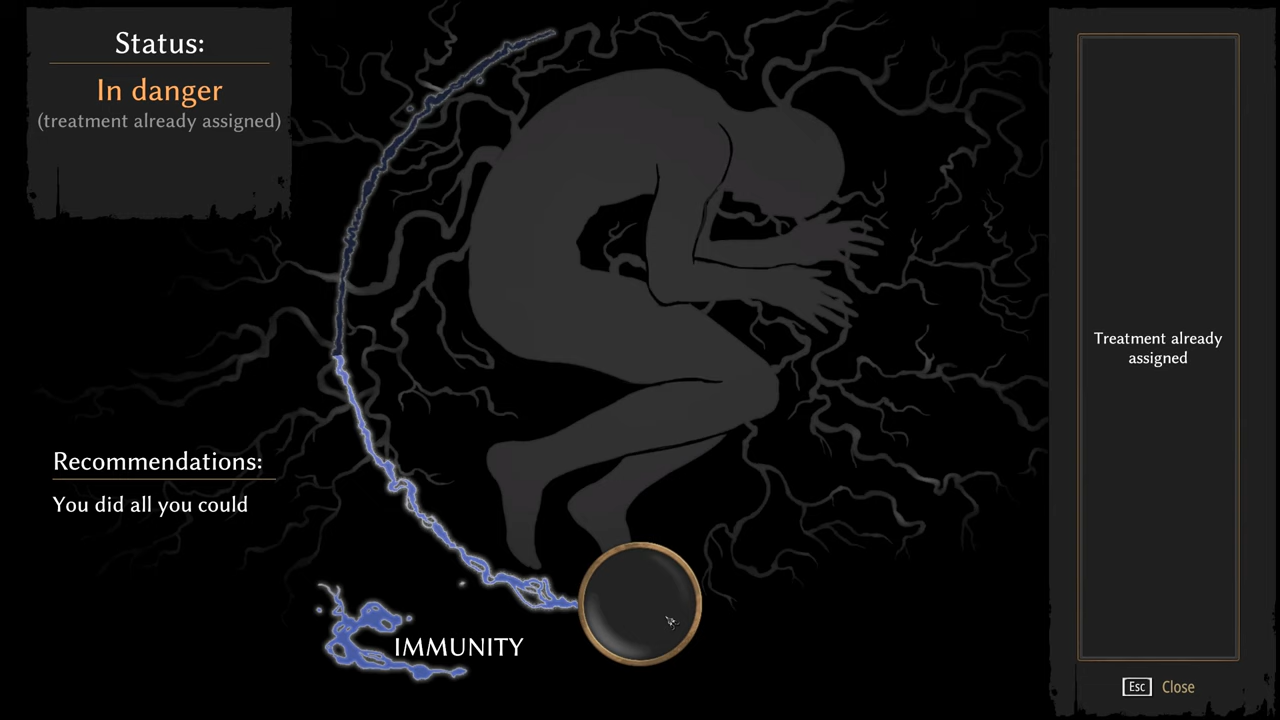 Status:
In danger
(treatment already assigned)
Recommendations:
You did all you could
IMMUNITY
Treatment already
assigned
Esc Close